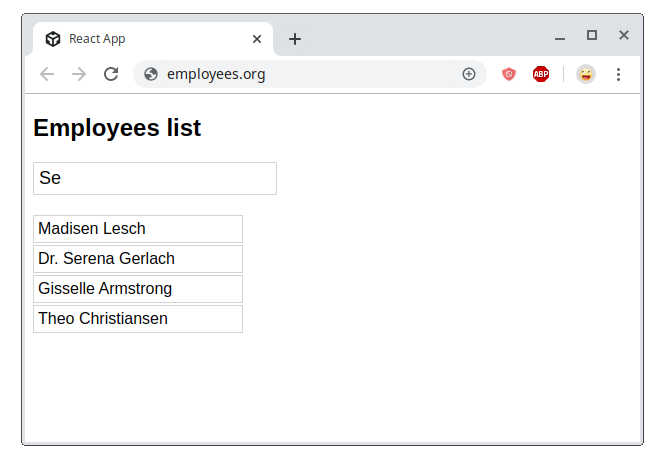 React App
employees.org
ABP
Employees list
Se
Madisen Lesch
Dr. Serena Gerlach
Gisselle Armstrong
Theo Christiansen